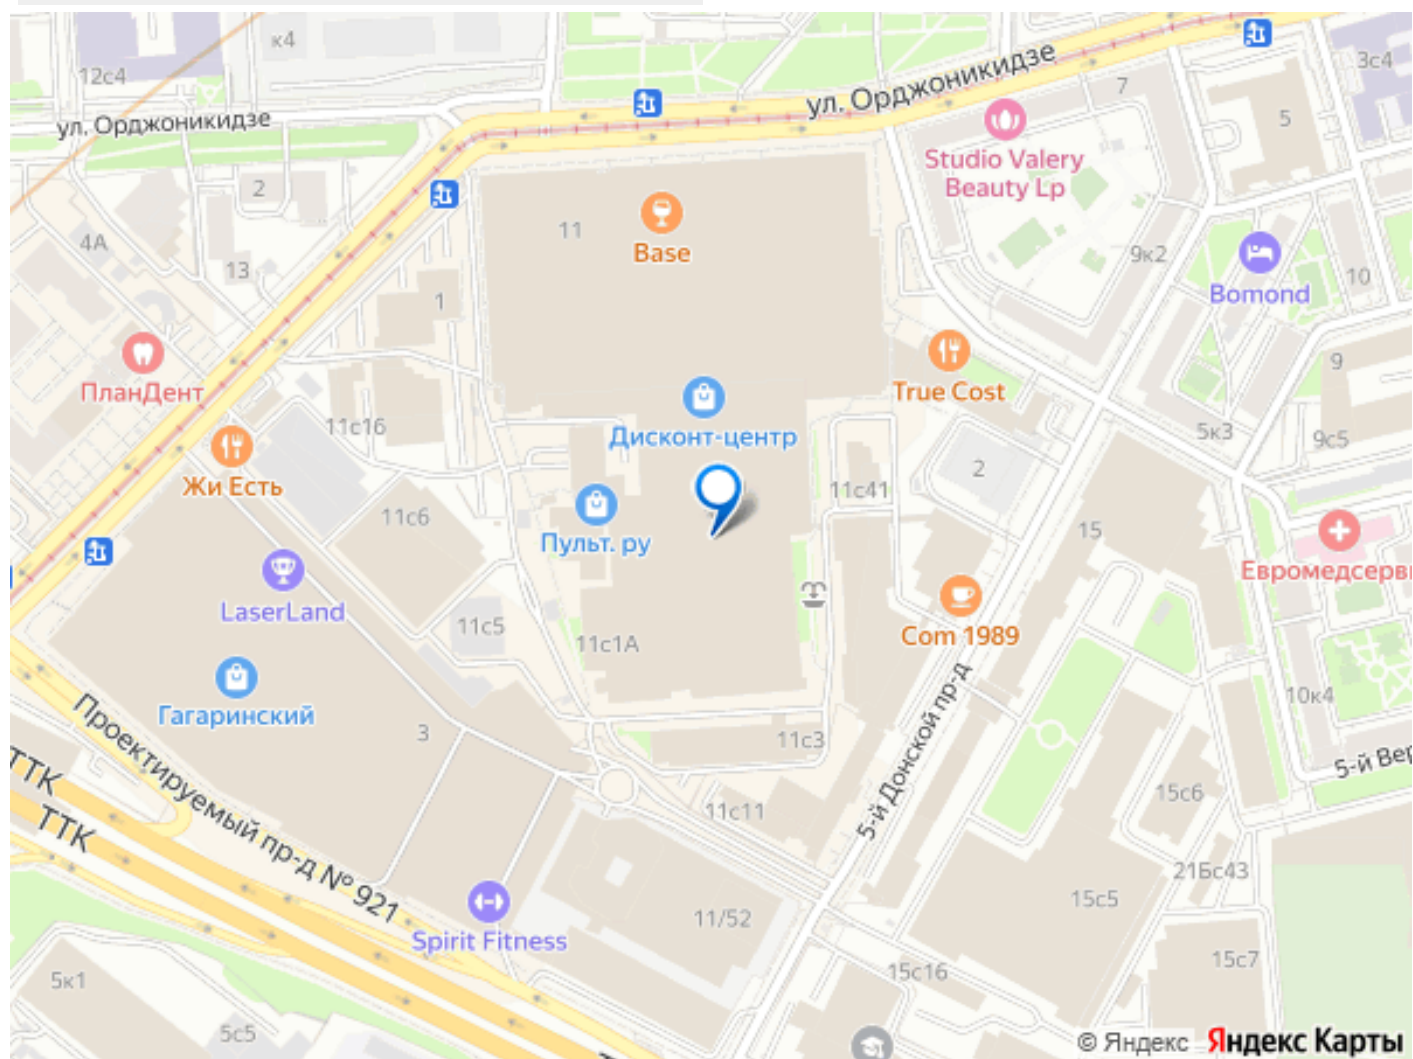 к4
12с4
ул. Орджоникидзе
ул. Орджоникидзе
7
3с4
5
Studio Valery
Beauty Lp
2
4А
13
11
Base
9к2
Bomond
10
1
ПланДент
True Cost
9
Дисконт-центр
11с16
5к3
9с5
Жи Есть
2
11с41
11с6
Пульт. ру
15
Евромедсерви
LaserLand
11с5
11с1А
Com 1989
Гагаринский
3
11с3
10к4
5-й Вер
ТТК
ТТК
Проектируемый пр-д № 921
5-й Донской пр-д
11с11
15с6
21Бс43
15с5
Spirit Fitness
11/52
15с16
15с7
5к1
5с5
© Яндекс Яндекс Карты